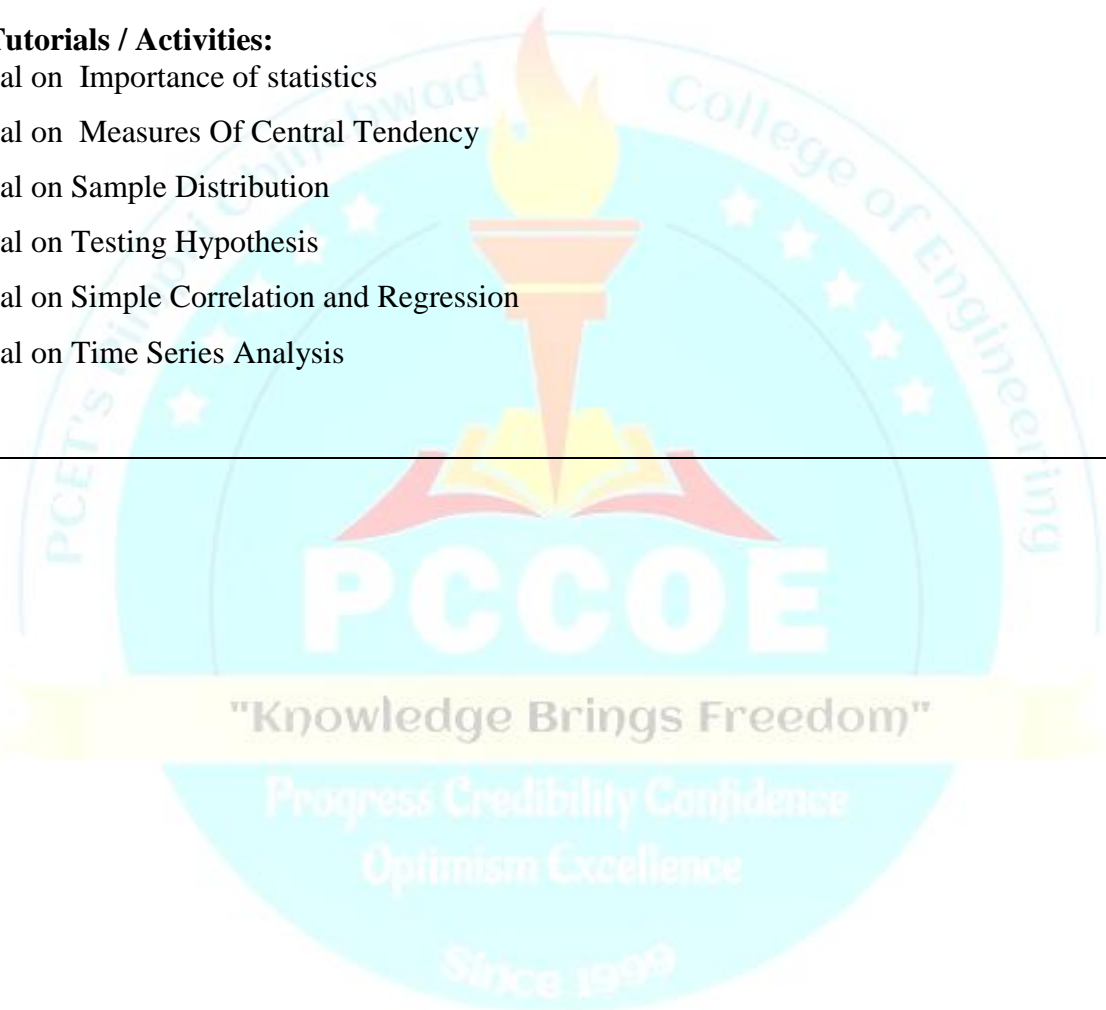 Tutorials / Activities:
al on Importance of statistics
al on Measures Of Central Tendency
al on Sample Distribution
al on Testing Hypothesis
al on Simple Correlation and Regression
al on Time Series Analysis
PCET's Pimpri Chinchwad College of Engineering
PCCOE
"Knowledge Brings Freedom"
Progress Credibility Confidence
Optimism Excellence
Since 1999